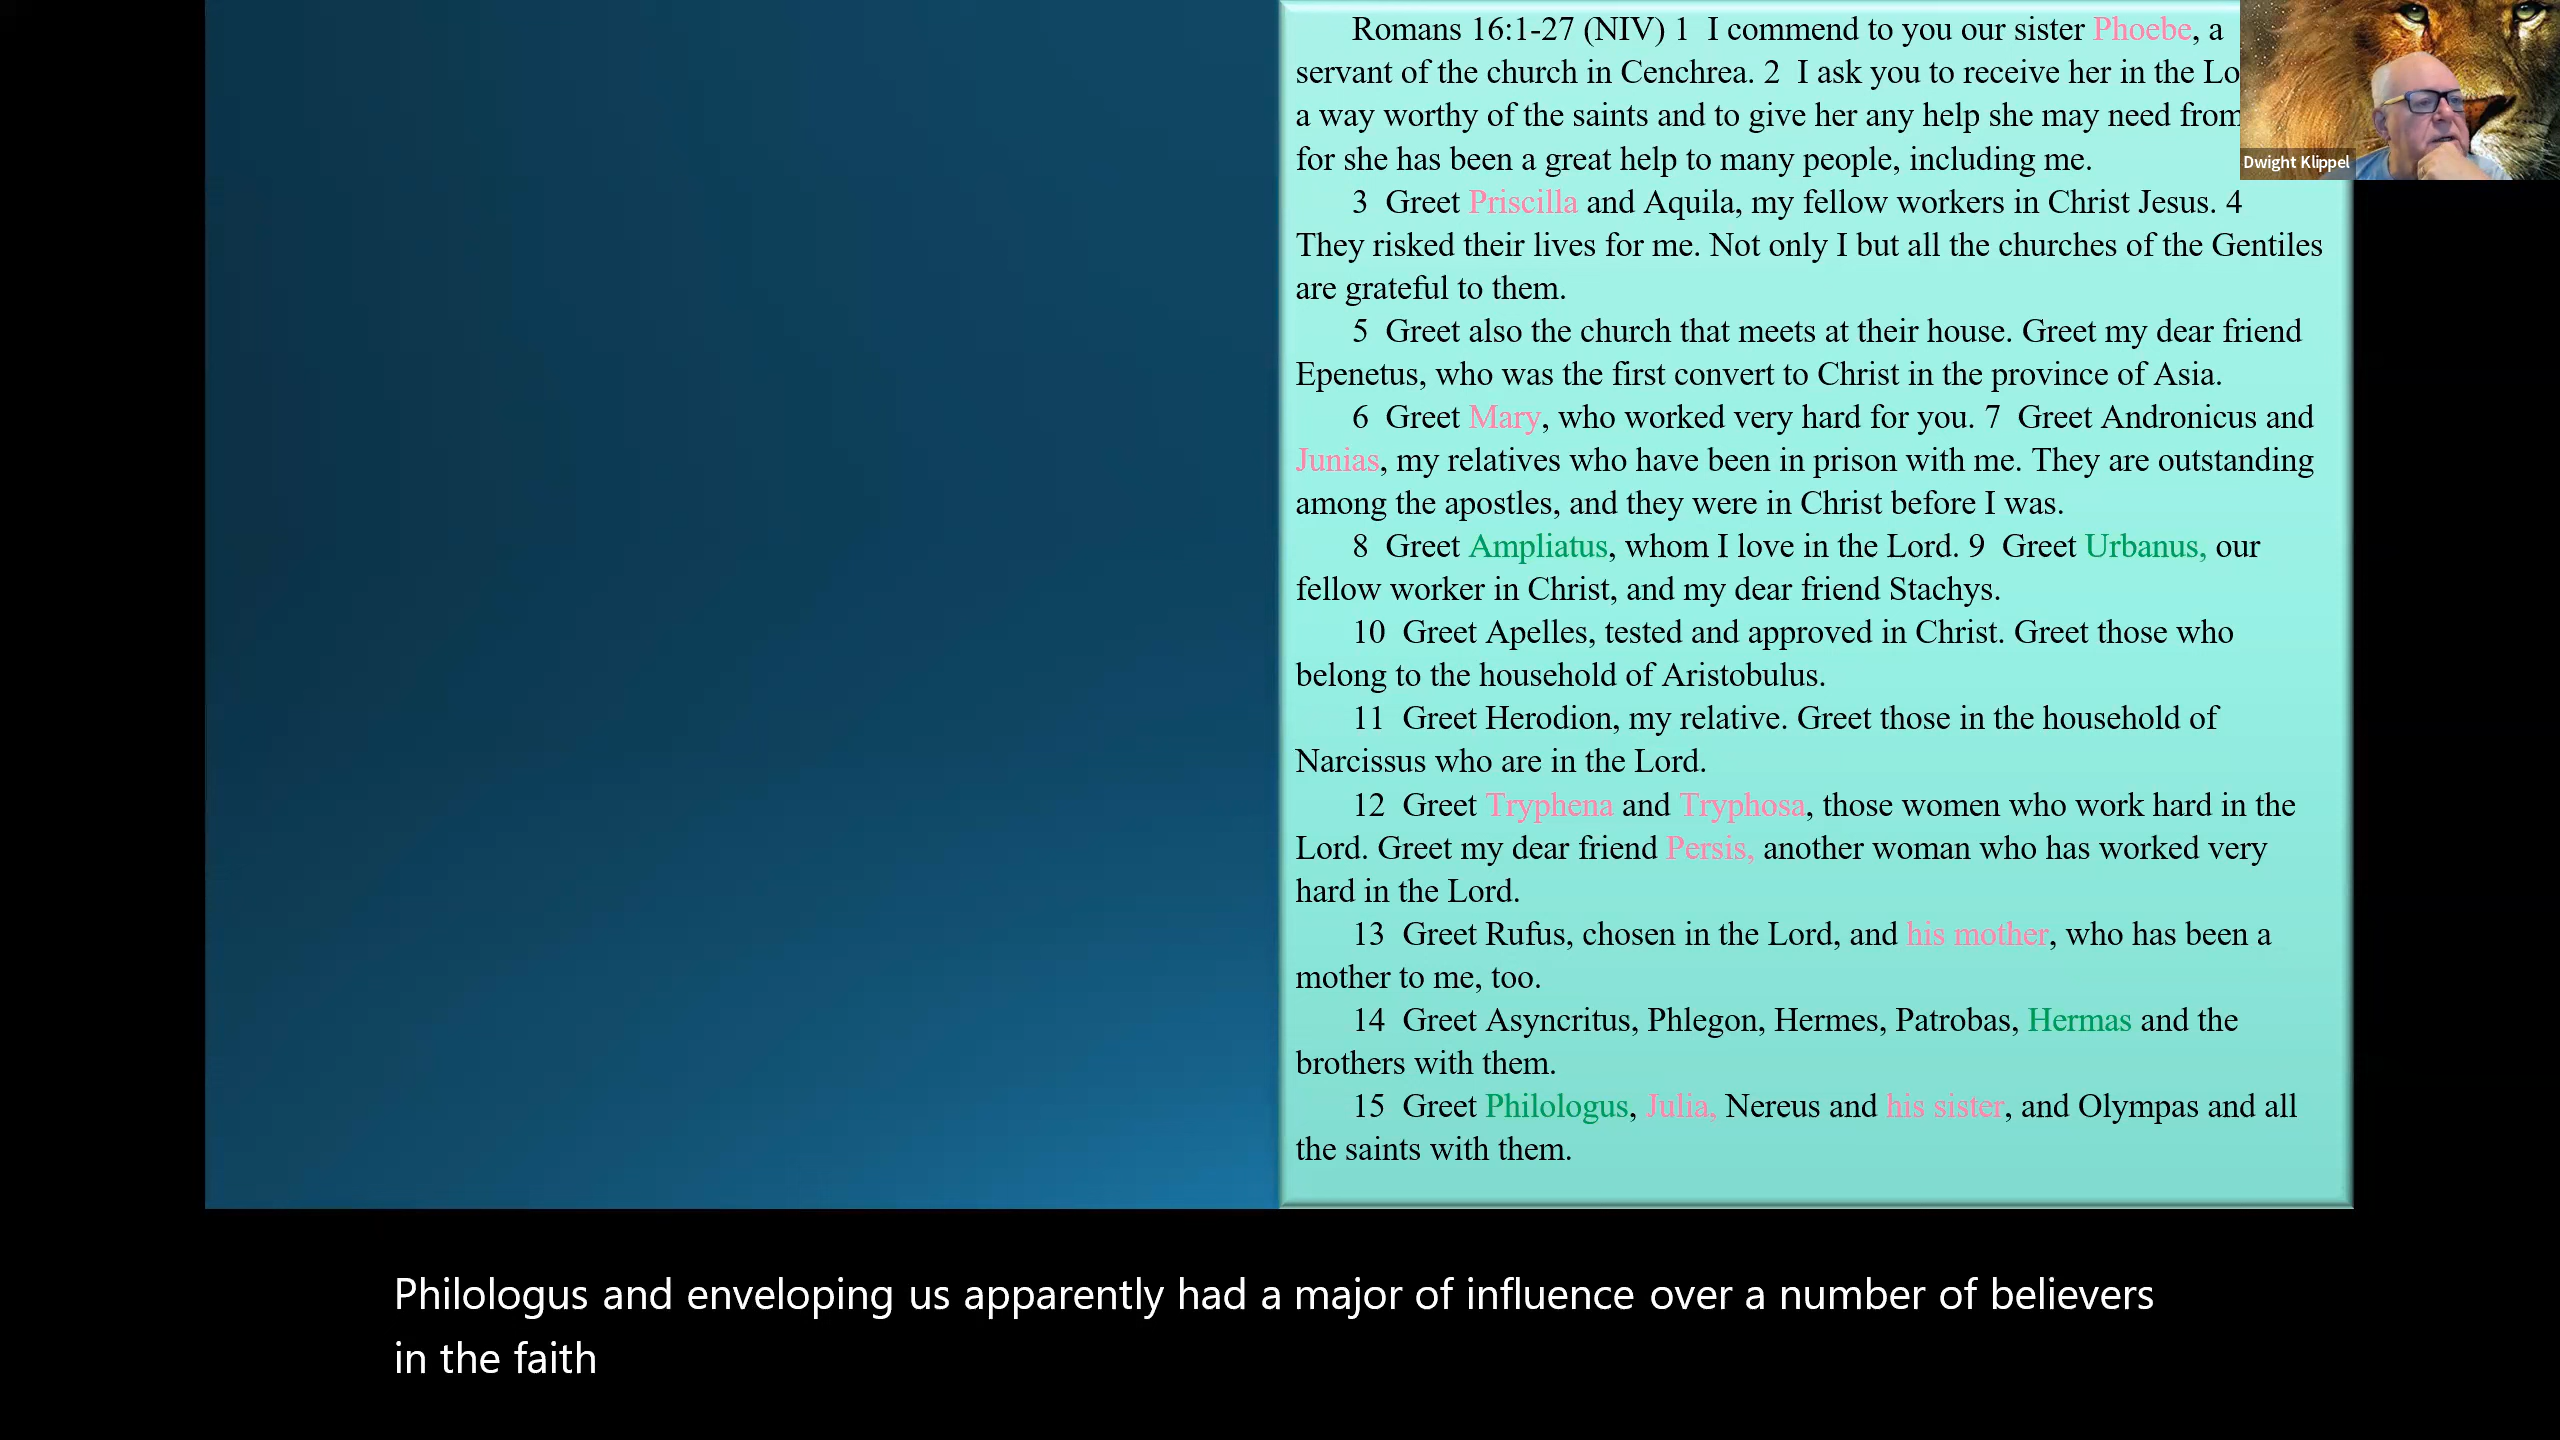 Romans 16:1-27 (NIV) 1 I commend to you our sister Phoebe, a
servant of the church in Cenchrea. 2 I ask you to receive her in the Lo
a way worthy of the saints and to give her any help she may need from
for she has been a great help to many people, including me.
3 Greet Priscilla and Aquila, my fellow workers in Christ Jesus. 4
They risked their lives for me. Not only I but all the churches of the Gentiles
are grateful to them.
5 Greet also the church that meets at their house. Greet my dear friend
Epenetus, who was the first convert to Christ in the province of Asia.
6 Greet Mary, who worked very hard for you. 7 Greet Andronicus and
Junias, my relatives who have been in prison with me. They are outstanding
among the apostles, and they were in Christ before I was.
8 Greet Ampliatus, whom I love in the Lord. 9 Greet Urbanus, our
fellow worker in Christ, and my dear friend Stachys.
10 Greet Apelles, tested and approved in Christ. Greet those who
belong to the household of Aristobulus.
11 Greet Herodion, my relative. Greet those in the household of
Narcissus who are in the Lord.
12 Greet Tryphena and Tryphosa, those women who work hard in the
Lord. Greet my dear friend Persis, another woman who has worked very
hard in the Lord.
13 Greet Rufus, chosen in the Lord, and his mother, who has been a
mother to me, too.
14 Greet Asyncritus, Phlegon, Hermes, Patrobas, Hermas and the
brothers with them.
15 Greet Philologus, Julia, Nereus and his sister, and Olympas and all
the saints with them.
Dwight Klippel
Philologus and enveloping us apparently had a major of influence over a number of believers
in the faith